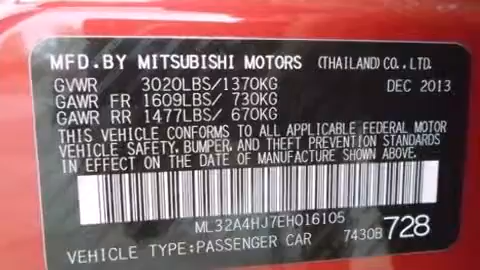 MFD.BY MITSUBISHI MOTORS (THAILAND)CO.,LTD.
GVWR 3020LBS/1370KG DEC 2013
GAWR FR 1609LBS/ 730KG
GAWR RR 1477LBS/ 670KG
THIS VEHICLE CONFORMS TO ALL APPLICABLE FEDERAL MOTOR
VEHICLE SAFETY, BUMPER, AND THEFT PREVENTION STANDARDS
IN EFFECT ON THE DATE OF MANUFACTURE SHOWN ABOVE.
ML32A4HJ7EH016105
VEHICLE TYPE:PASSENGER CAR 7430B 728